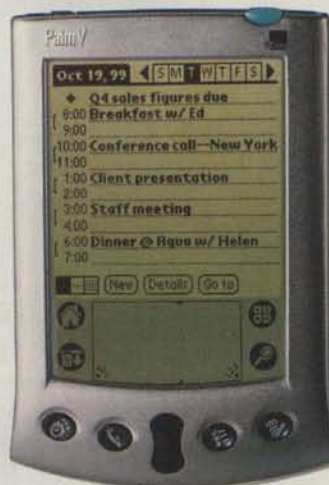 Palm V
Oct 19, 99 S M T W T F S
Q4 sales figures due
8:00 Breakfast w/ Ed
9:00
10:00 Conference call--New York
11:00
1:00 Client presentation
2:00
3:00 Staff meeting
4:00
6:00 Dinner @ Aqua w/ Helen
7:00
New Details Go to